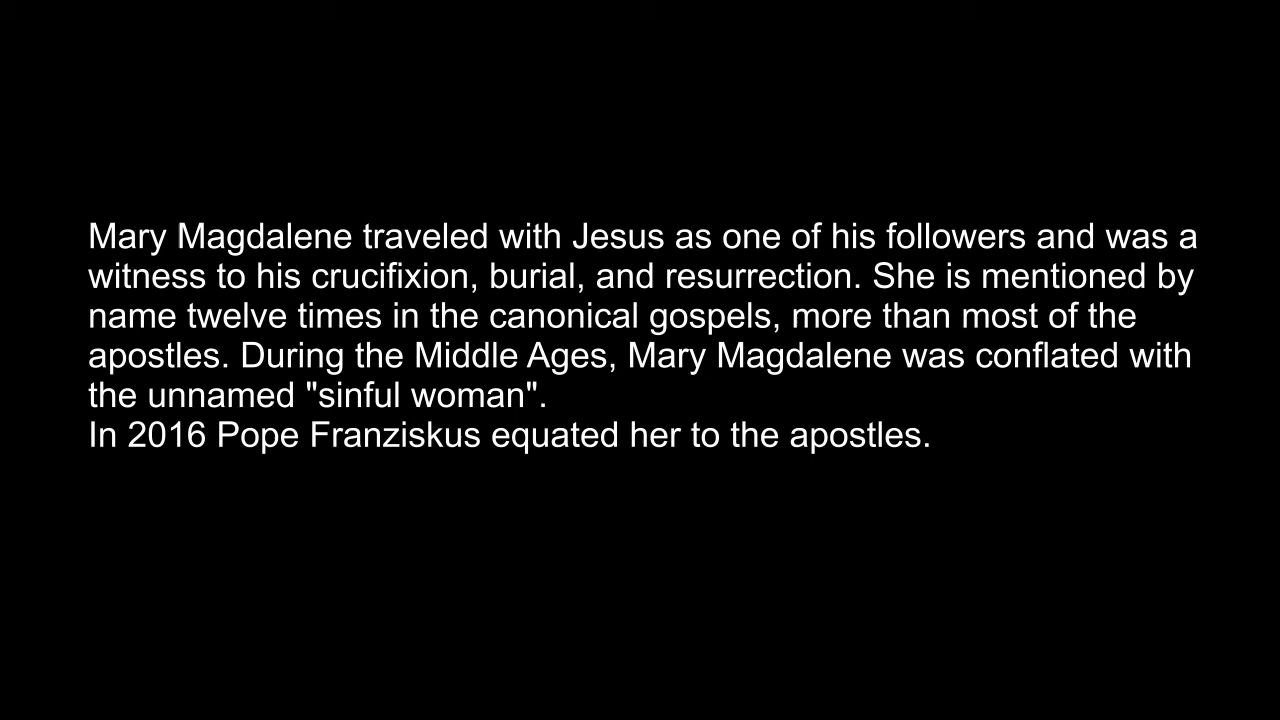 Mary Magdalene traveled with Jesus as one of his followers and was a
witness to his crucifixion, burial, and resurrection. She is mentioned by
name twelve times in the canonical gospels, more than most of the
apostles. During the Middle Ages, Mary Magdalene was conflated with
the unnamed "sinful woman".
In 2016 Pope Franziskus equated her to the apostles.